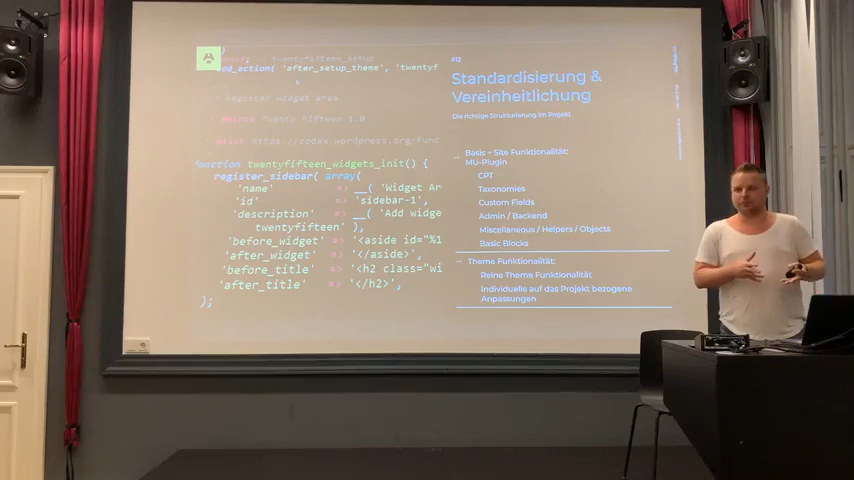 twentyfifteen_setup
add_action( 'after_setup_theme', 'twentyf
Register widget area
Twenty Fifteen 1.0
https://codex.wordpress.org/Func
function twentyfifteen_widgets_init() {
register_sidebar( array(
'name' => __( 'Widget Ar
'id' => 'sidebar-1',
'description' => __( 'Add widge
twentyfifteen' ),
'before_widget' => '<aside id="%1
'after_widget' => '</aside>',
'before_title' => '<h2 class="wi
'after_title' => '</h2>',
);
#12
Standardisierung &
Vereinheitlichung
Die richtige Strukturierung im Projekt
→ Basis – Site Funktionalität:
MU-Plugin
CPT
Taxonomies
Custom Fields
Admin / Backend
Miscellaneous / Helpers / Objects
Basic Blocks
→ Theme Funktionalität:
Reine Theme Funktionalität
Individuelle auf das Projekt bezogene
Anpassungen